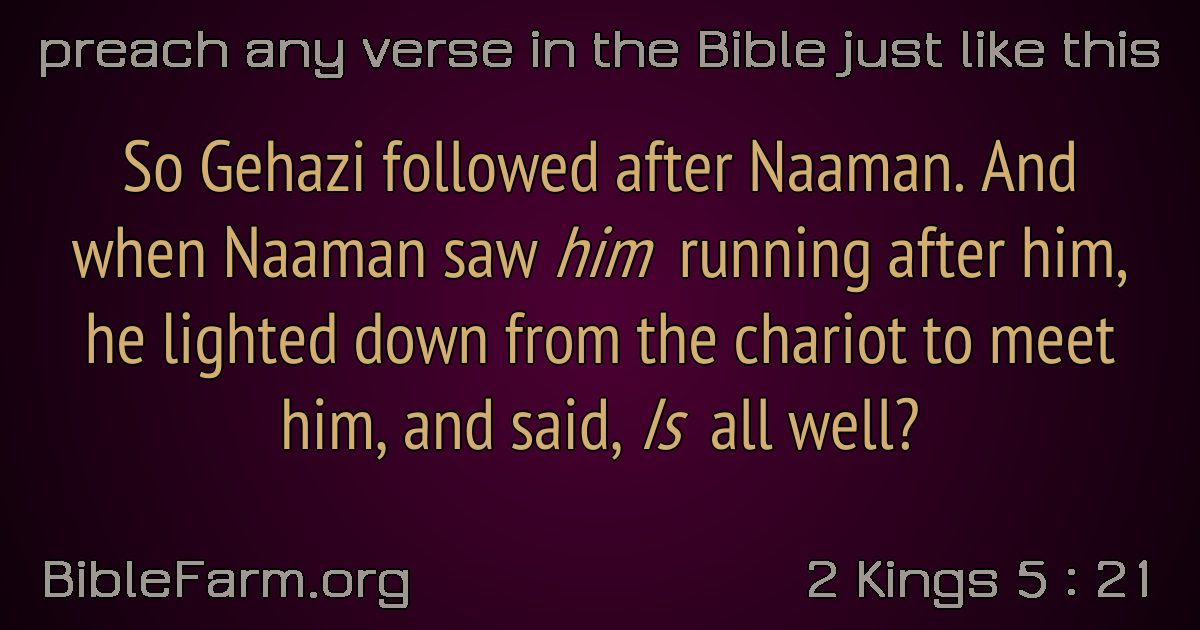 preach any verse in the Bible just like this
So Gehazi followed after Naaman. And
when Naaman saw him running after him,
he lighted down from the chariot to meet
him, and said, Is all well?
BibleFarm.org
2 Kings 5 : 21